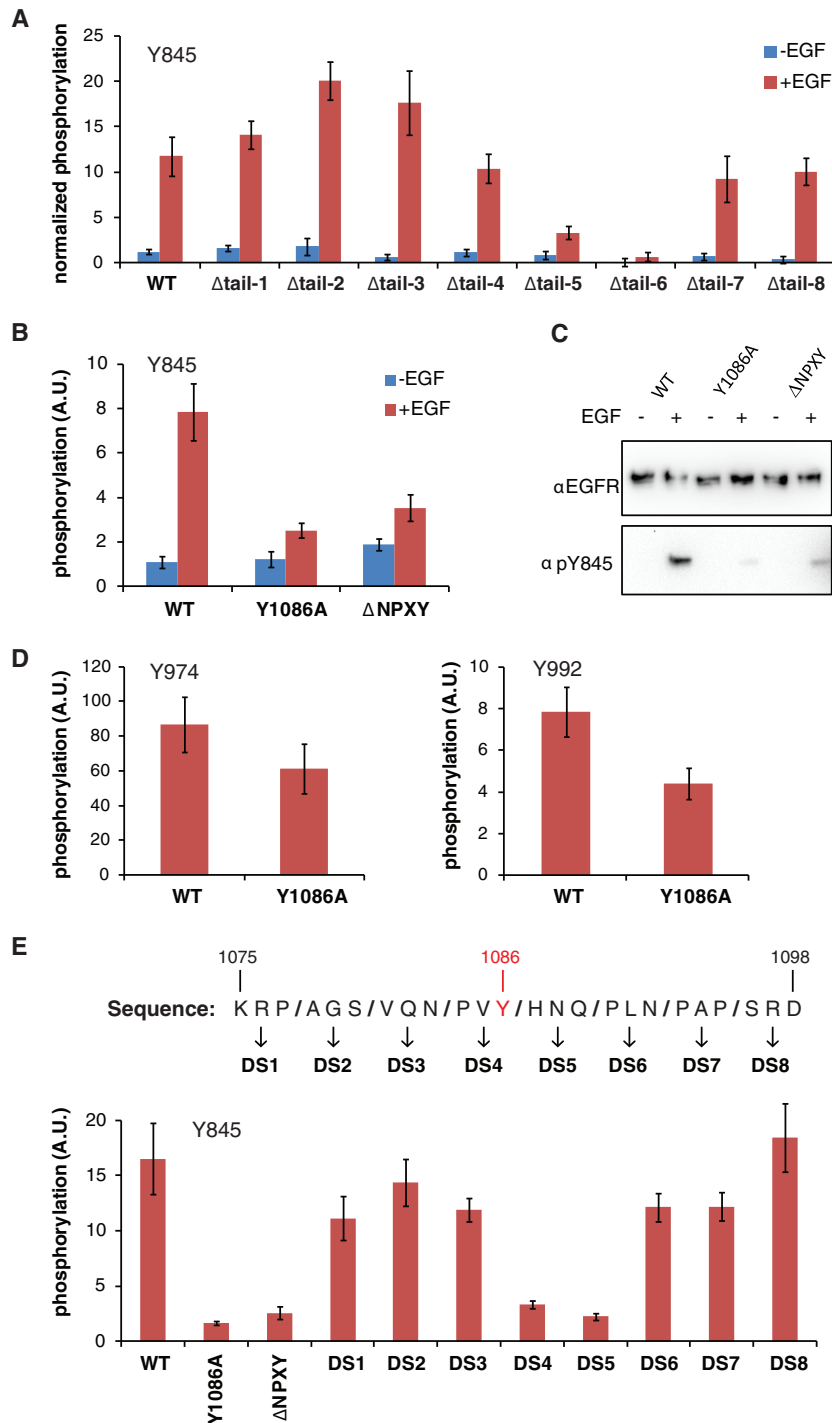 A
Y845
-EGF
+EGF
normalized phosphorylation
25
20
15
10
5
0
WT Δtail-1 Δtail-2 Δtail-3 Δtail-4 Δtail-5 Δtail-6 Δtail-7 Δtail-8
B
Y845
-EGF
+EGF
phosphorylation (A.U.)
10
8
6
4
2
0
WT Y1086A ΔNPXY
C
WT Y1086A ΔNPXY
EGF - + - + - +
αEGFR
α pY845
D
Y974
phosphorylation (A.U.)
120
100
80
60
40
20
0
WT Y1086A
Y992
phosphorylation (A.U.)
10
8
6
4
2
0
WT Y1086A
E
1075 1086 1098
Sequence: K R P / A G S / V Q N / P V Y / H N Q / P L N / P A P / S R D
DS1 DS2 DS3 DS4 DS5 DS6 DS7 DS8
Y845
phosphorylation (A.U.)
20
15
10
5
0
WT Y1086A ΔNPXY DS1 DS2 DS3 DS4 DS5 DS6 DS7 DS8